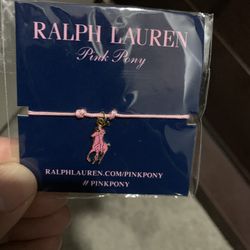 RALPH LAUREN
Pink Pony
RALPHLAUREN.COM/PINKPONY
// #PINKPONY